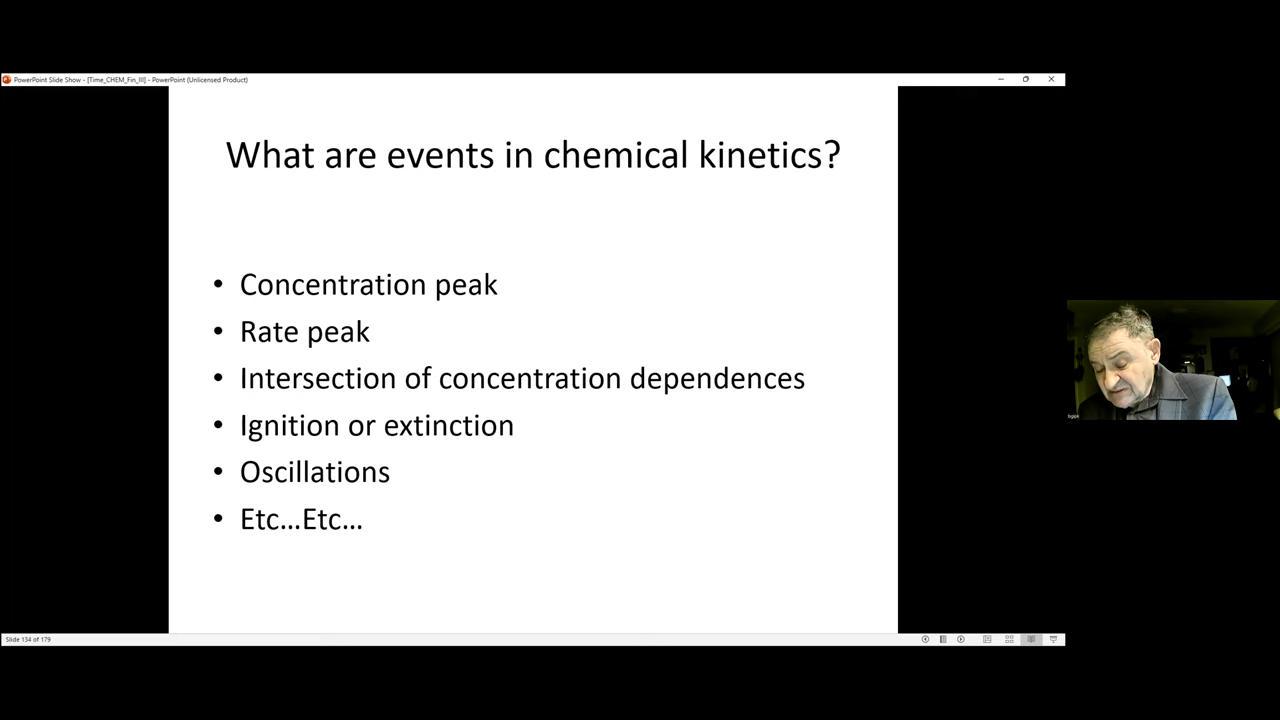 PowerPoint Slide Show - [Time_CHEM_Fin_III] - PowerPoint (Unlicensed Product)
What are events in chemical kinetics?
• Concentration peak
• Rate peak
• Intersection of concentration dependences
• Ignition or extinction
• Oscillations
• Etc…Etc…
Slide 134 of 179